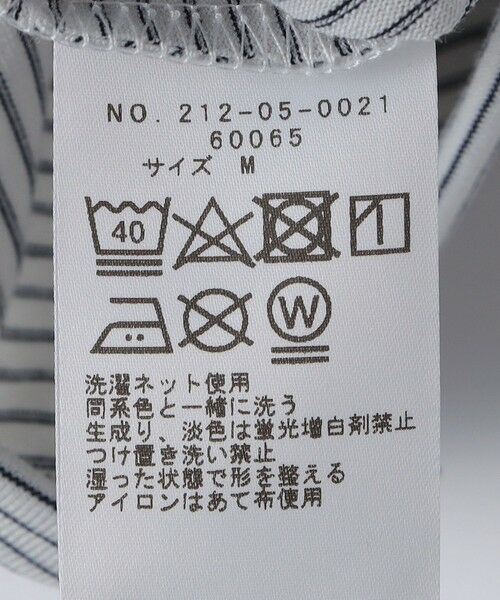 NO. 212-05-0021
60065
サイズ M
40
W
洗濯ネット使用
同系色と一緒に洗う
生成り、淡色は蛍光増白剤禁止
つけ置き洗い禁止
湿った状態で形を整える
アイロンはあて布使用